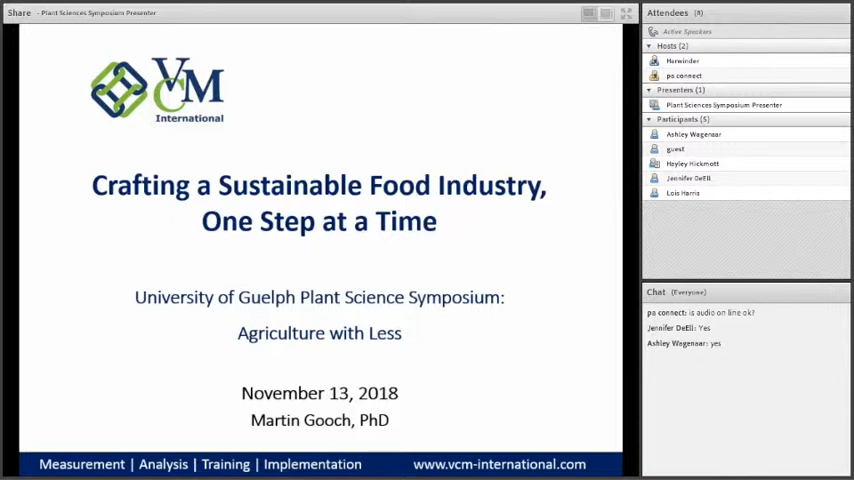 Share - Plant Sciences Symposium Presenter
VCM
International
Crafting a Sustainable Food Industry,
One Step at a Time
University of Guelph Plant Science Symposium:
Agriculture with Less
November 13, 2018
Martin Gooch, PhD
Measurement | Analysis | Training | Implementation www.vcm-international.com
Attendees (8)
Active Speakers
Hosts (2)
Harwinder
pa connect
Presenters (1)
Plant Sciences Symposium Presenter
Participants (5)
Ashley Wagenaar
guest
Hayley Hickmott
Jennifer DeEll
Lois Harris
Chat (Everyone)
pa connect: is audio on line ok?
Jennifer DeEll: Yes
Ashley Wagenaar: yes